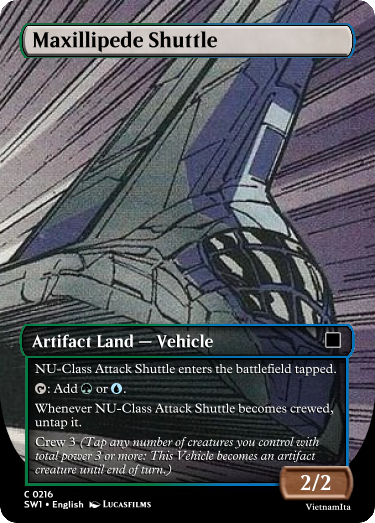 Maxillipede Shuttle
Artifact Land — Vehicle
NU-Class Attack Shuttle enters the battlefield tapped.
: Add or .
Whenever NU-Class Attack Shuttle becomes crewed,
untap it.
Crew 3 (Tap any number of creatures you control with
total power 3 or more: This Vehicle becomes an artifact
creature until end of turn.)
2/2
C 0216
SW1 • English LUCASFILMS
VietnamIta